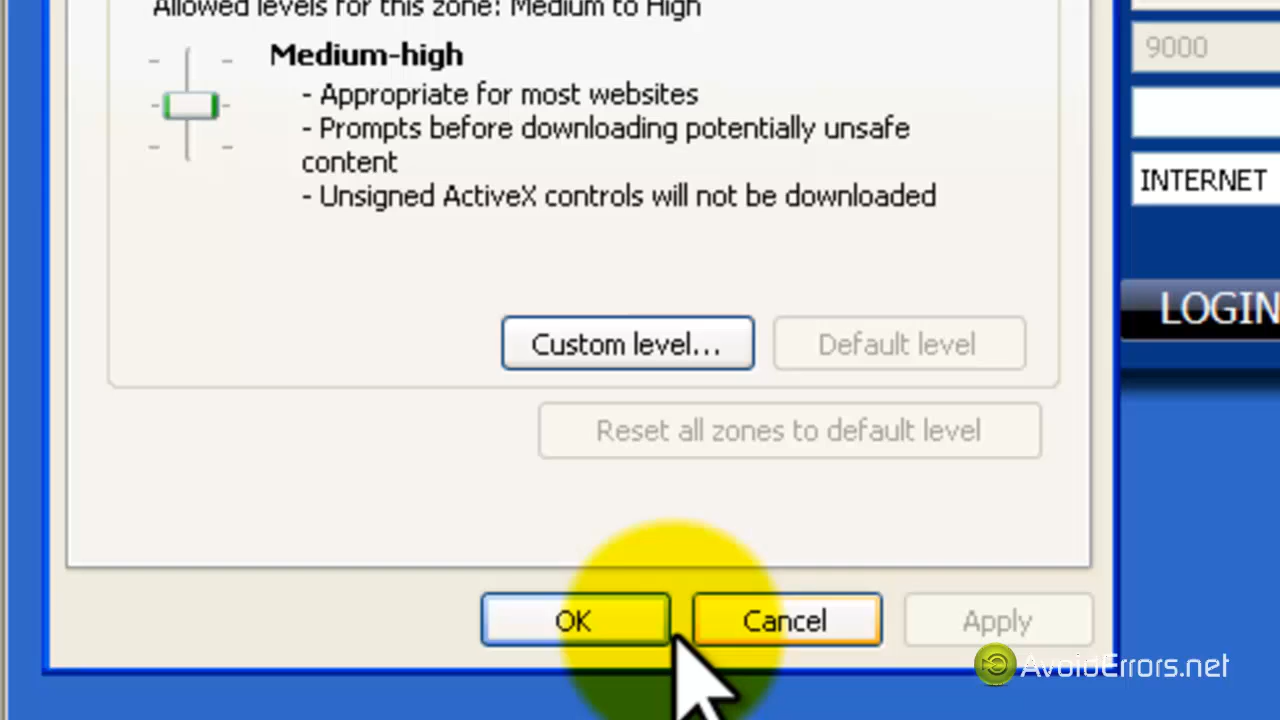 Allowed levels for this zone: Medium to High
Medium-high
- Appropriate for most websites
- Prompts before downloading potentially unsafe
content
- Unsigned ActiveX controls will not be downloaded
Custom level...
Default level
Reset all zones to default level
OK
Cancel
Apply
9000
INTERNET
LOGIN
AvoidErrors.net